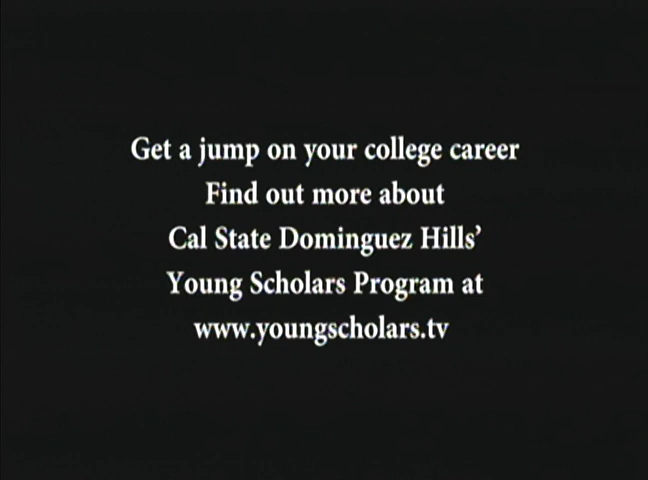 Get a jump on your college career
Find out more about
Cal State Dominguez Hills’
Young Scholars Program at
www.youngscholars.tv